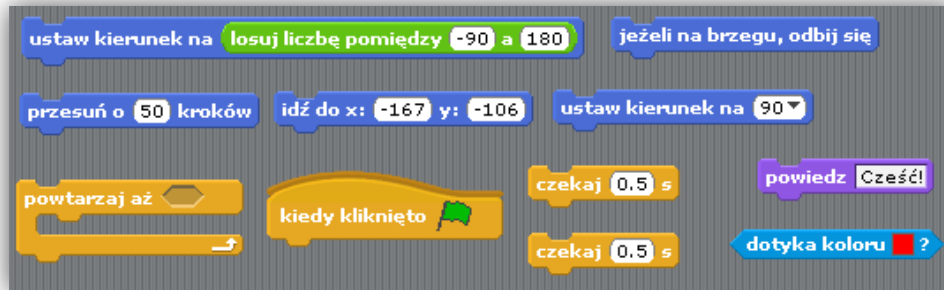 ustaw kierunek na losuj liczbę pomiędzy -90 a 180
jeżeli na brzegu, odbij się
przesuń o 50 kroków
idź do x: -167 y: -106
ustaw kierunek na 90
powtarzaj aż
kiedy kliknięto
czekaj 0.5 s
powiedz Cześć!
czekaj 0.5 s
dotyka koloru ?